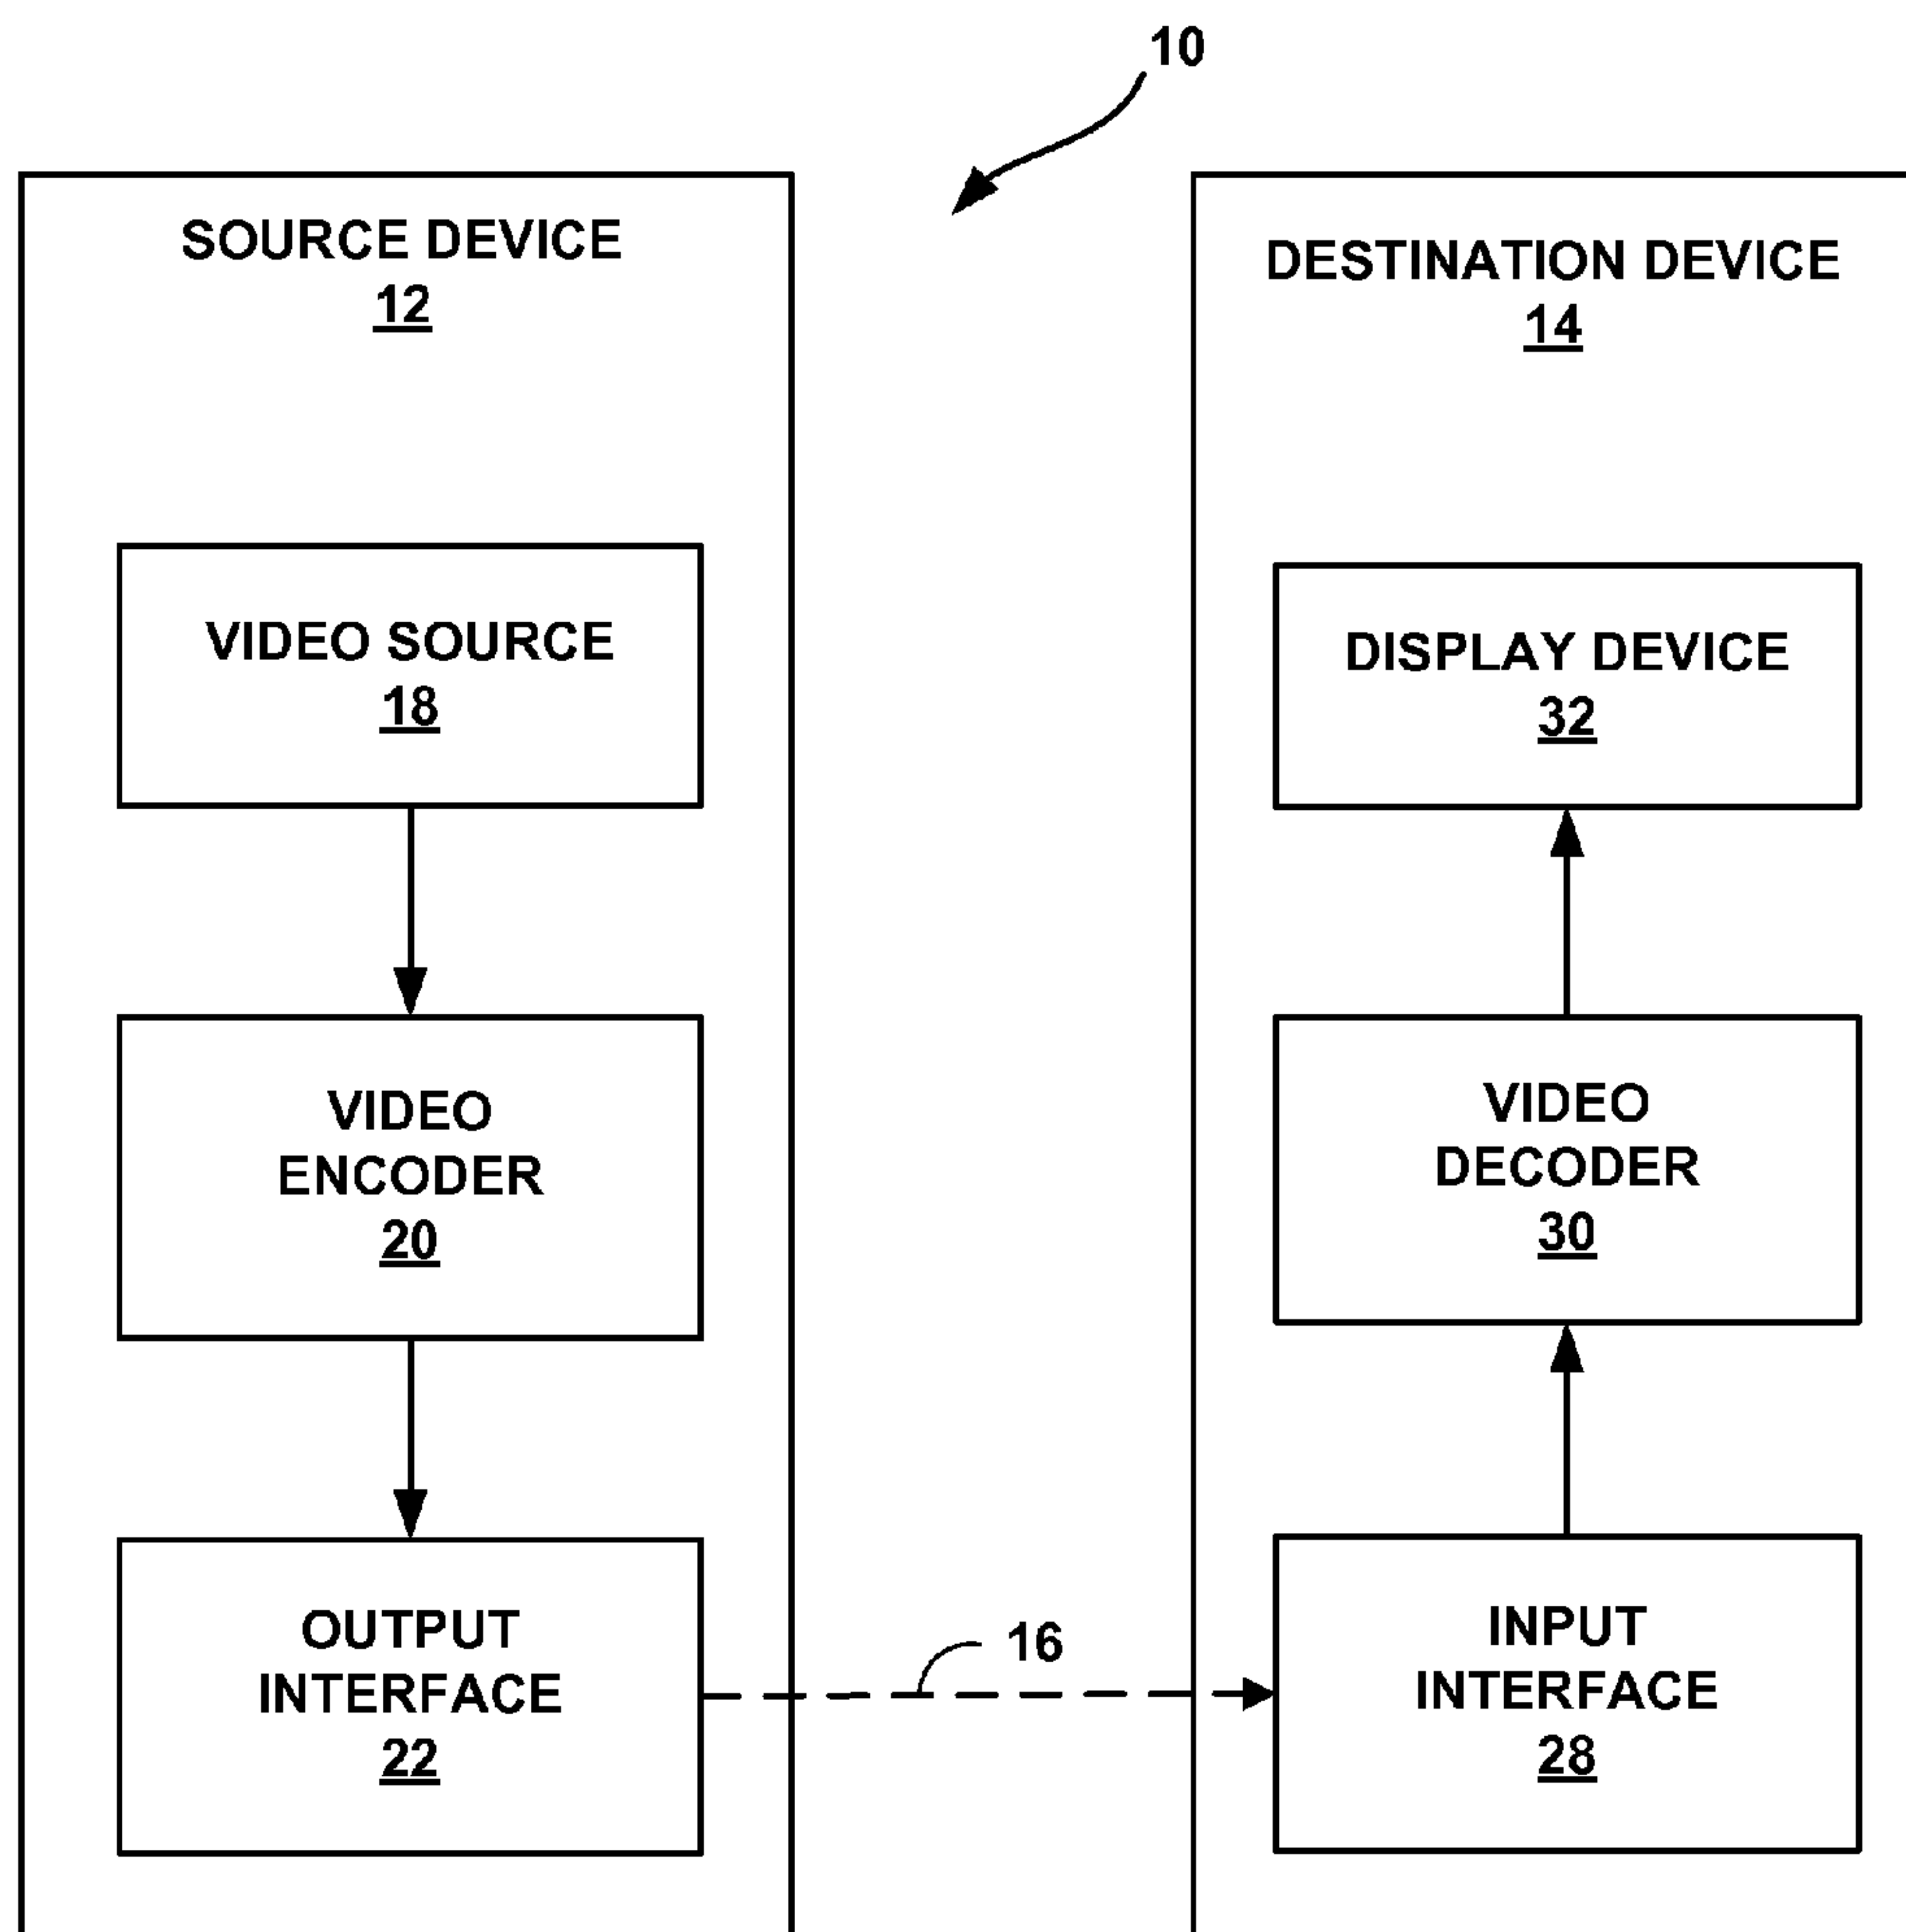 10
SOURCE DEVICE
12
VIDEO SOURCE
18
VIDEO
ENCODER
20
OUTPUT
INTERFACE
22
16
DESTINATION DEVICE
14
DISPLAY DEVICE
32
VIDEO
DECODER
30
INPUT
INTERFACE
28